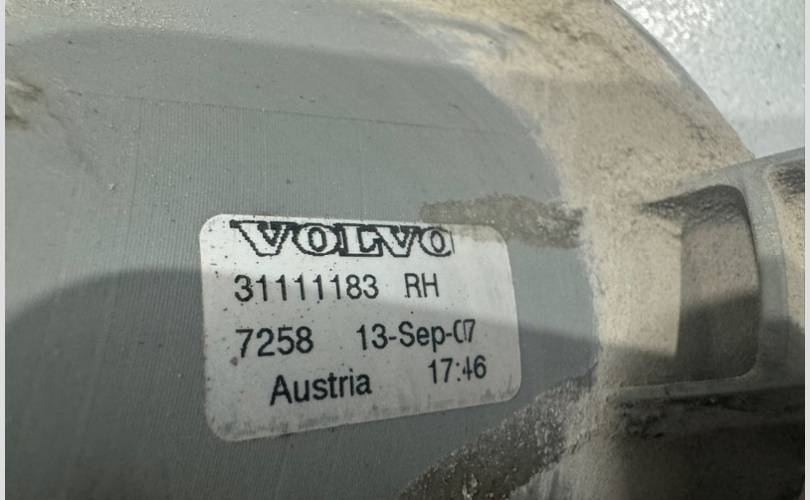 VOLVO
31111183 RH
7258 13-Sep-07
Austria 17:46